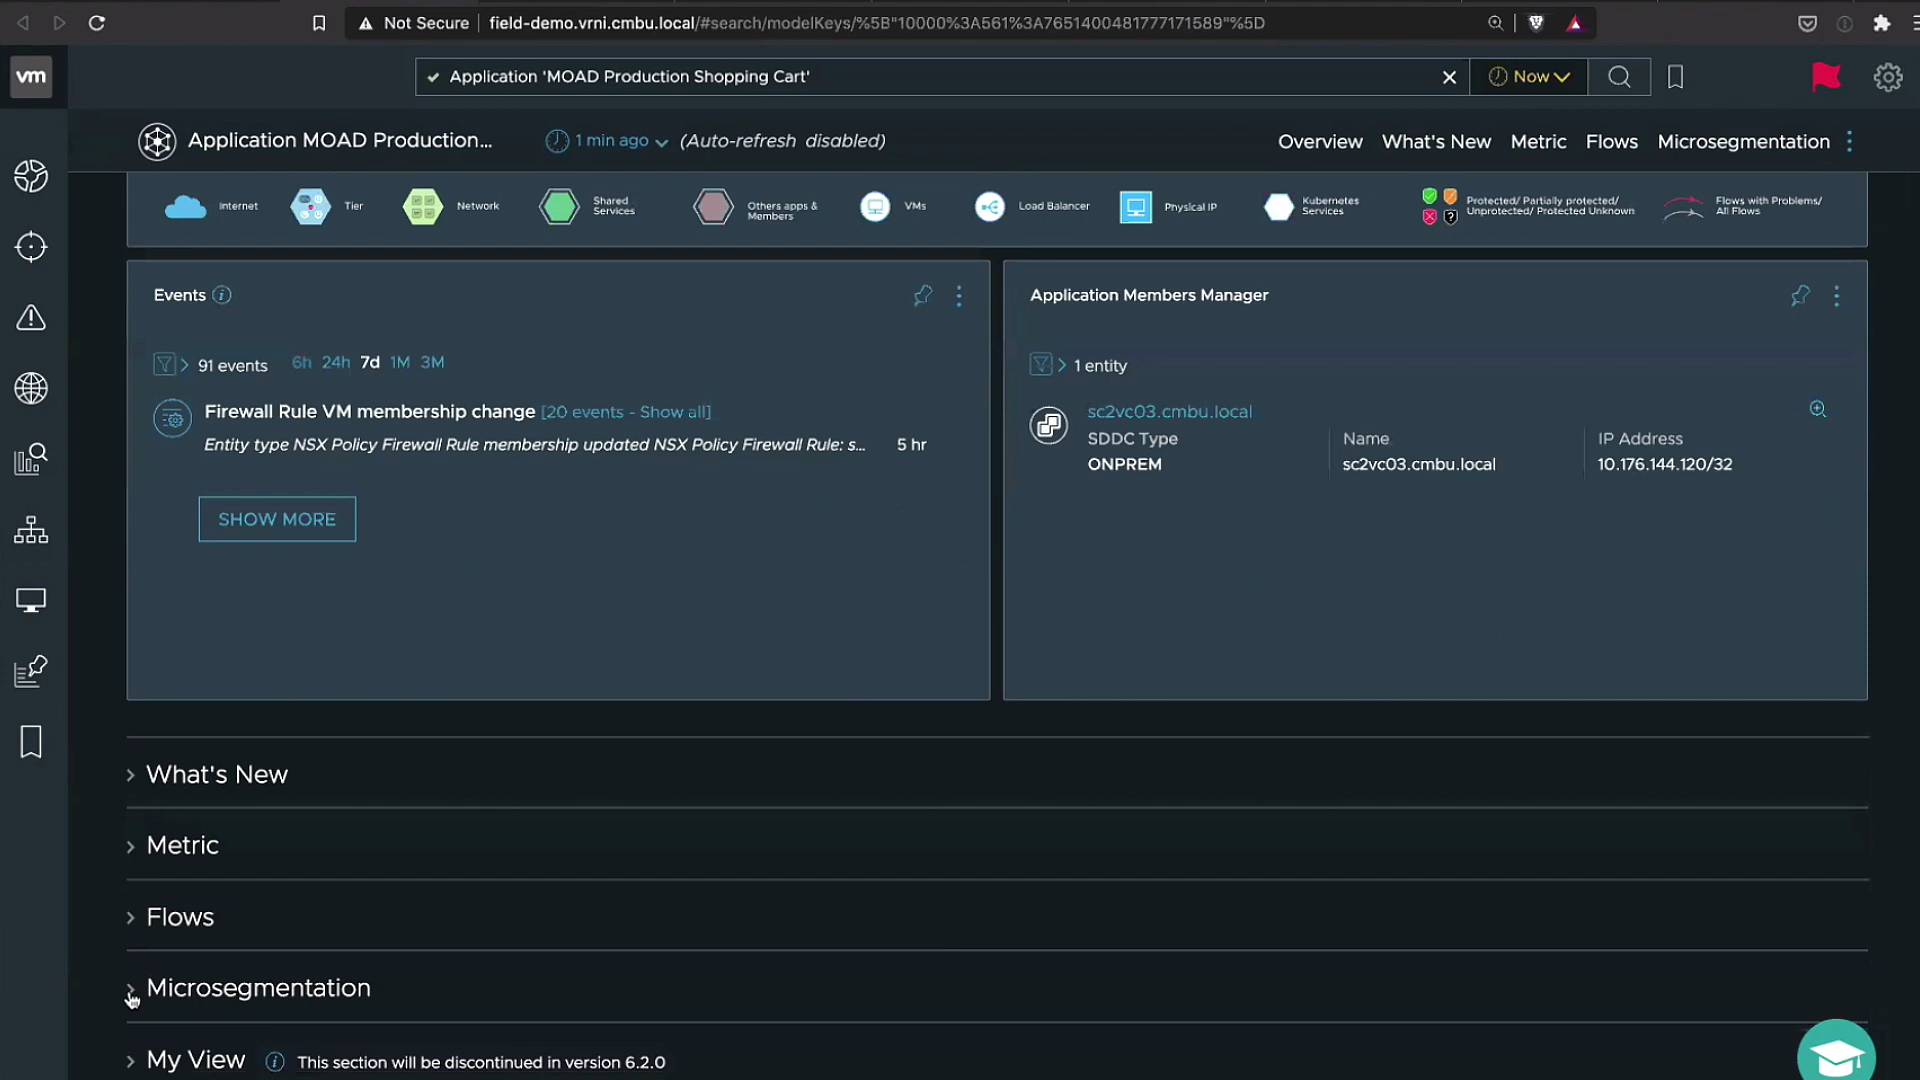 Not Secure field-demo.vrni.cmbu.local/#search/modelKeys/%5B"10000%3A561%3A7651400481777171589"%5D
vm
Application 'MOAD Production Shopping Cart'
Now
Application MOAD Production...
1 min ago (Auto-refresh disabled)
Overview What's New Metric Flows Microsegmentation
Internet
Tier
Network
Shared
Services
Others apps &
Members
VMs
Load Balancer
Physical IP
Kubernetes
Services
Protected/ Partially protected/
Unprotected/ Protected Unknown
Flows with Problems/
All Flows
Events
91 events 6h 24h 7d 1M 3M
Firewall Rule VM membership change [20 events - Show all]
Entity type NSX Policy Firewall Rule membership updated NSX Policy Firewall Rule: s... 5 hr
SHOW MORE
Application Members Manager
1 entity
sc2vc03.cmbu.local
SDDC Type Name IP Address
ONPREM sc2vc03.cmbu.local 10.176.144.120/32
What's New
Metric
Flows
Microsegmentation
My View This section will be discontinued in version 6.2.0